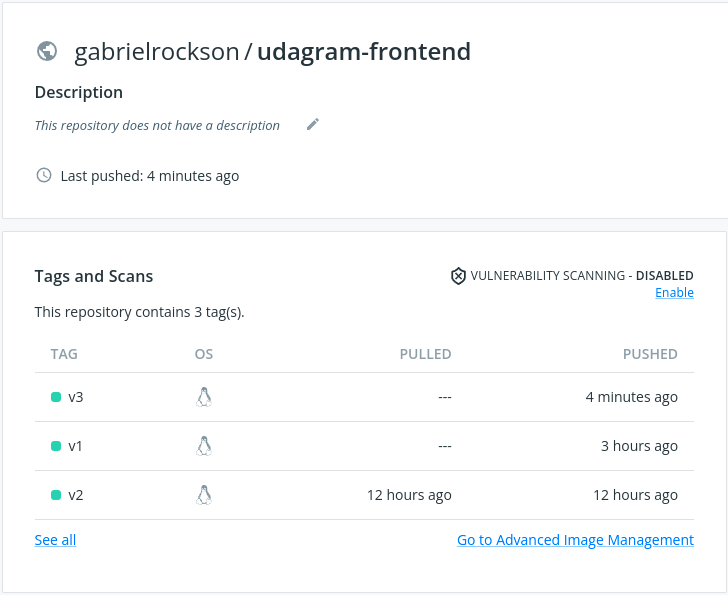 gabrielrockson / udagram-frontend
Description
This repository does not have a description
Last pushed: 4 minutes ago
Tags and Scans
VULNERABILITY SCANNING - DISABLED
Enable
This repository contains 3 tag(s).
TAG OS PULLED PUSHED
v3 --- 4 minutes ago
v1 --- 3 hours ago
v2 12 hours ago 12 hours ago
See all Go to Advanced Image Management